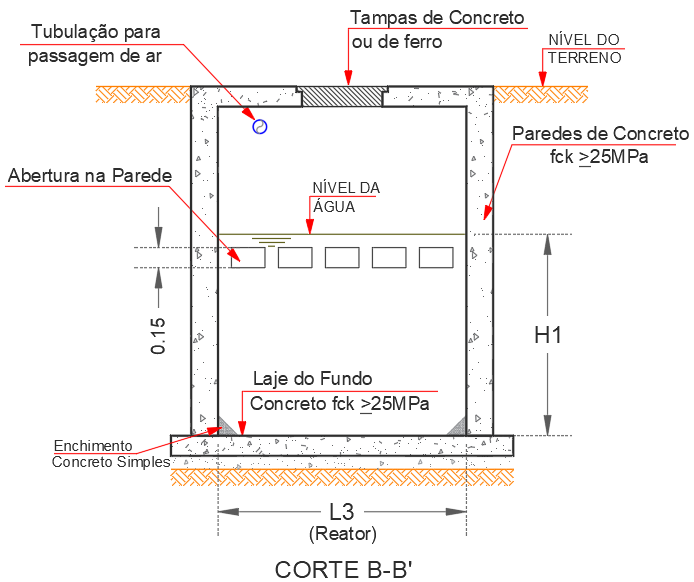 Tubulação para
passagem de ar
Tampas de Concreto
ou de ferro
NÍVEL DO
TERRENO
Paredes de Concreto
fck ≥25MPa
Abertura na Parede
NÍVEL DA
ÁGUA
0.15
H1
Laje do Fundo
Concreto fck ≥25MPa
Enchimento
Concreto Simples
L3
(Reator)
CORTE B-B'